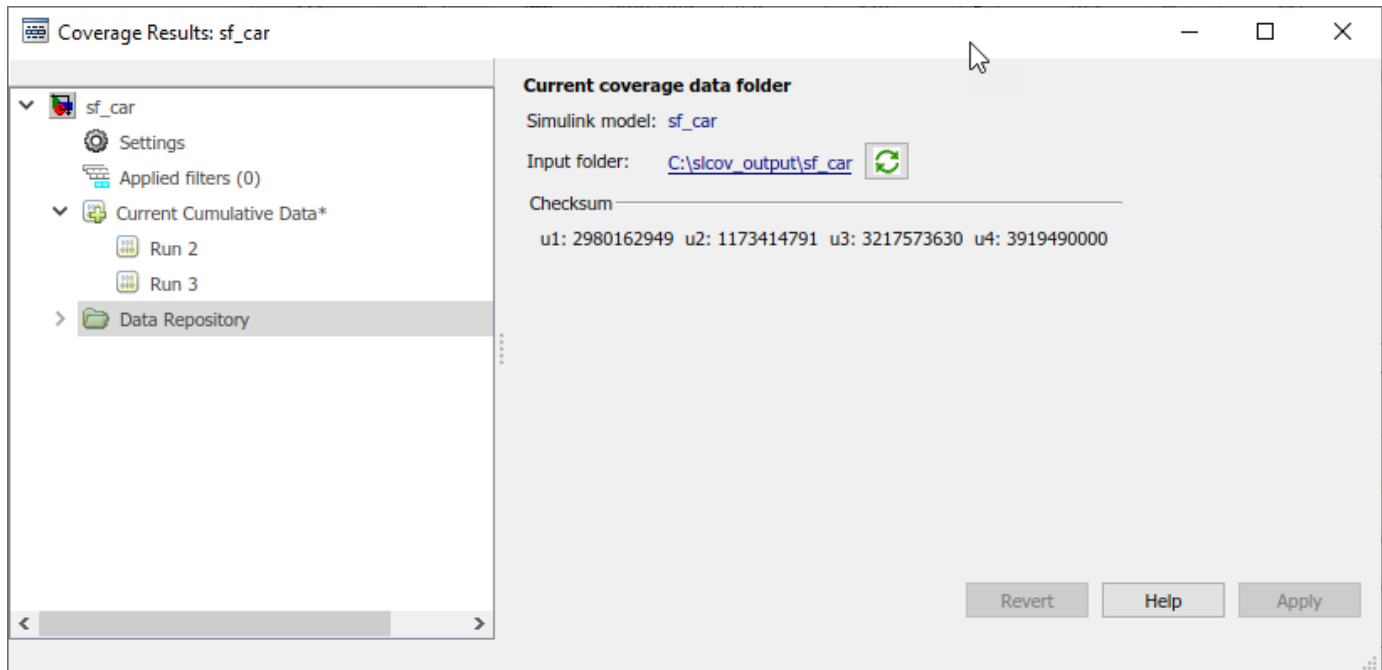 Coverage Results: sf_car
sf_car
Settings
Applied filters (0)
Current Cumulative Data*
Run 2
Run 3
Data Repository
Current coverage data folder
Simulink model: sf_car
Input folder: C:\slcov_output\sf_car
Checksum
u1: 2980162949 u2: 1173414791 u3: 3217573630 u4: 3919490000
Revert Help Apply